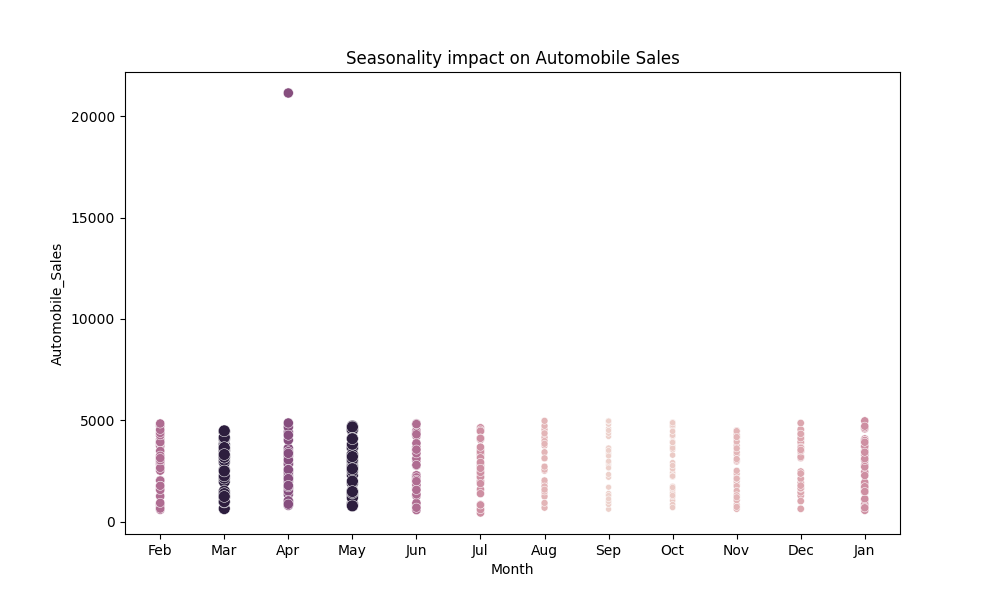 Seasonality impact on Automobile Sales
20000
15000
10000
5000
0
Automobile_Sales
Feb Mar Apr May Jun Jul Aug Sep Oct Nov Dec Jan
Month